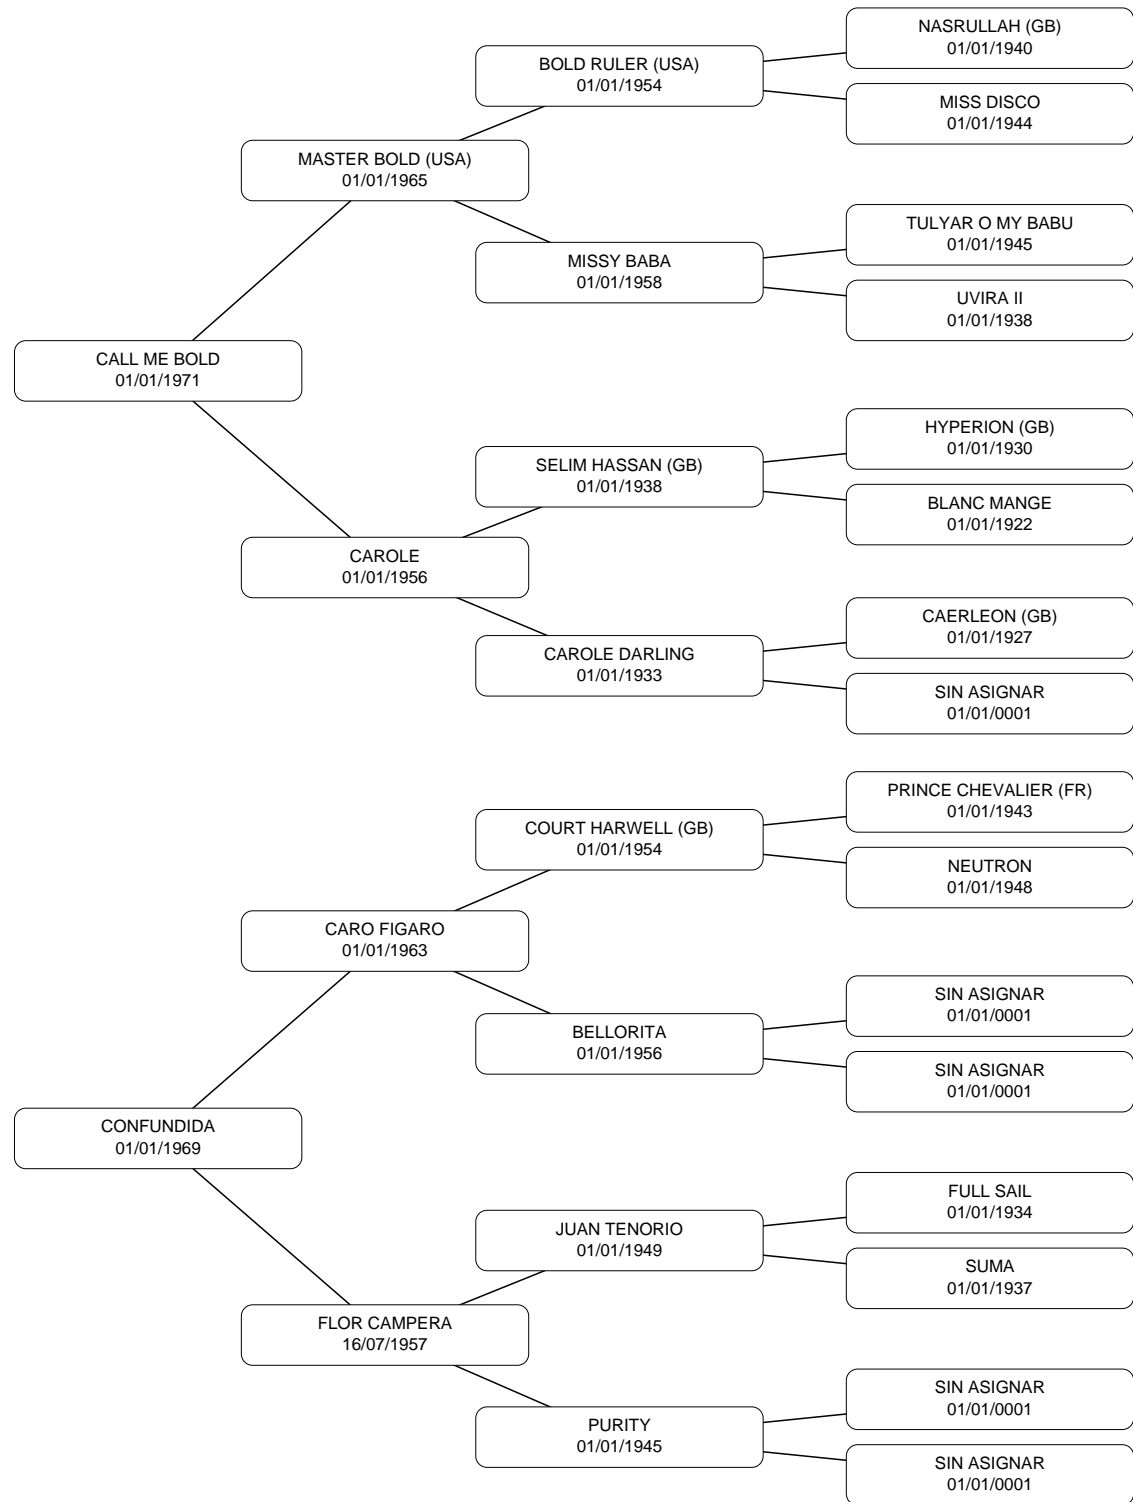 NASRULLAH (GB)
01/01/1940
BOLD RULER (USA)
01/01/1954
MISS DISCO
01/01/1944
MASTER BOLD (USA)
01/01/1965
TULYAR O MY BABU
01/01/1945
MISSY BABA
01/01/1958
UVIRA II
01/01/1938
CALL ME BOLD
01/01/1971
HYPERION (GB)
01/01/1930
SELIM HASSAN (GB)
01/01/1938
BLANC MANGE
01/01/1922
CAROLE
01/01/1956
CAERLEON (GB)
01/01/1927
CAROLE DARLING
01/01/1933
SIN ASIGNAR
01/01/0001
PRINCE CHEVALIER (FR)
01/01/1943
COURT HARWELL (GB)
01/01/1954
NEUTRON
01/01/1948
CARO FIGARO
01/01/1963
SIN ASIGNAR
01/01/0001
BELLORITA
01/01/1956
SIN ASIGNAR
01/01/0001
CONFUNDIDA
01/01/1969
FULL SAIL
01/01/1934
JUAN TENORIO
01/01/1949
SUMA
01/01/1937
FLOR CAMPERA
16/07/1957
SIN ASIGNAR
01/01/0001
PURITY
01/01/1945
SIN ASIGNAR
01/01/0001